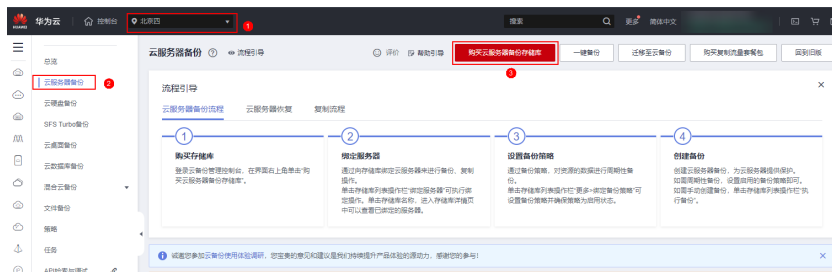 HUAWEI
华为云
控制台
北京四
1
搜索
更多
简体中文
云服务器备份
流程引导
评价
帮助引导
购买云服务器备份存储库
一键备份
迁移至云备份
购买复制流量套餐包
回到旧版
3
总览
云服务器备份
2
云硬盘备份
SFS Turbo备份
云桌面备份
云数据库备份
混合云备份
文件备份
策略
任务
API检索与调试
流程引导
云服务器备份流程
云服务器恢复
复制流程
1
购买存储库
登录云备份管理控制台，在界面右上角单击“购
买云服务器备份存储库”。
2
绑定服务器
通过向存储库绑定云服务器来进行备份、复制
操作。
单击存储库列表操作栏“绑定服务器”可执行绑
定操作。单击存储库名称，进入存储库详情页
中可以查看已绑定的服务器。
3
设置备份策略
通过备份策略，对资源的数据进行周期性备
份。
单击存储库列表操作栏“更多>绑定备份策略”可
设置备份策略并确保策略为启用状态。
4
创建备份
创建云服务器备份，为云服务器提供保护。
如需周期性备份，设置启用的备份策略即可。
如需手动创建备份，单击存储库列表操作栏“执
行备份”。
诚邀您参加云备份使用体验调研，您宝贵的意见和建议是我们持续提升产品体验的源动力，感谢您的参与！